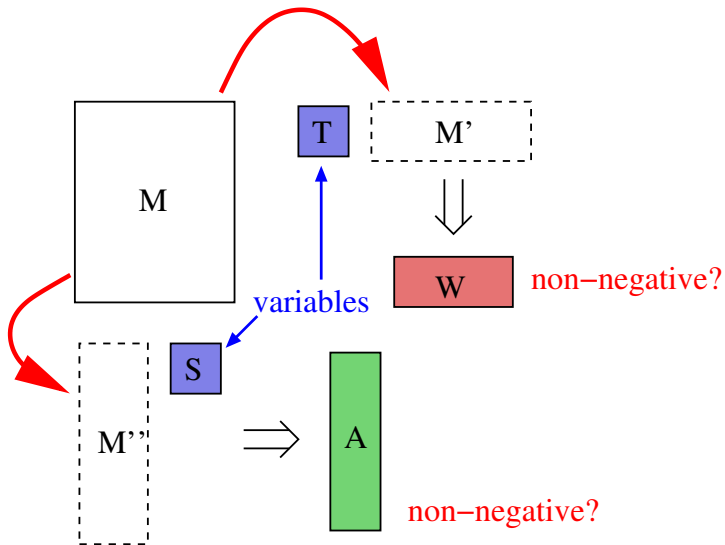 T
M'
M
W
non−negative?
variables
S
M''
A
non−negative?